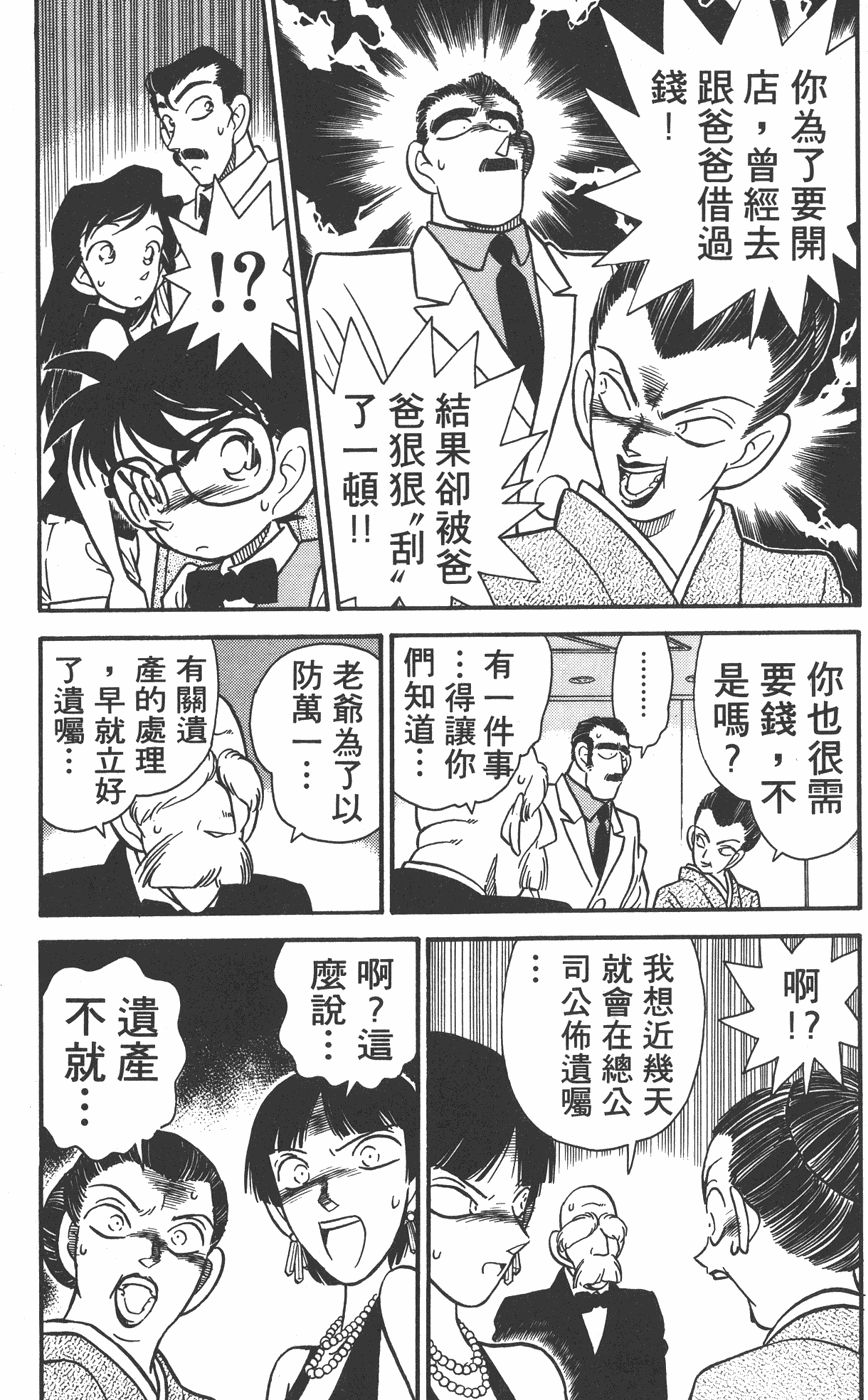 你為了要開
店，曾經去
跟爸爸借過
錢！
結果卻被爸
爸狠狠〝刮〞
了一頓!!
!?
你也很需
要錢，不
是嗎？
………
有一件事
…得讓你
們知道…
老爺為了以
防萬一…
有關遺
產的處理
，早就立好
了遺囑…
啊!?
我想近幾天
就會在總公
司公佈遺囑
…
啊？這
麼說…
遺產
不就…